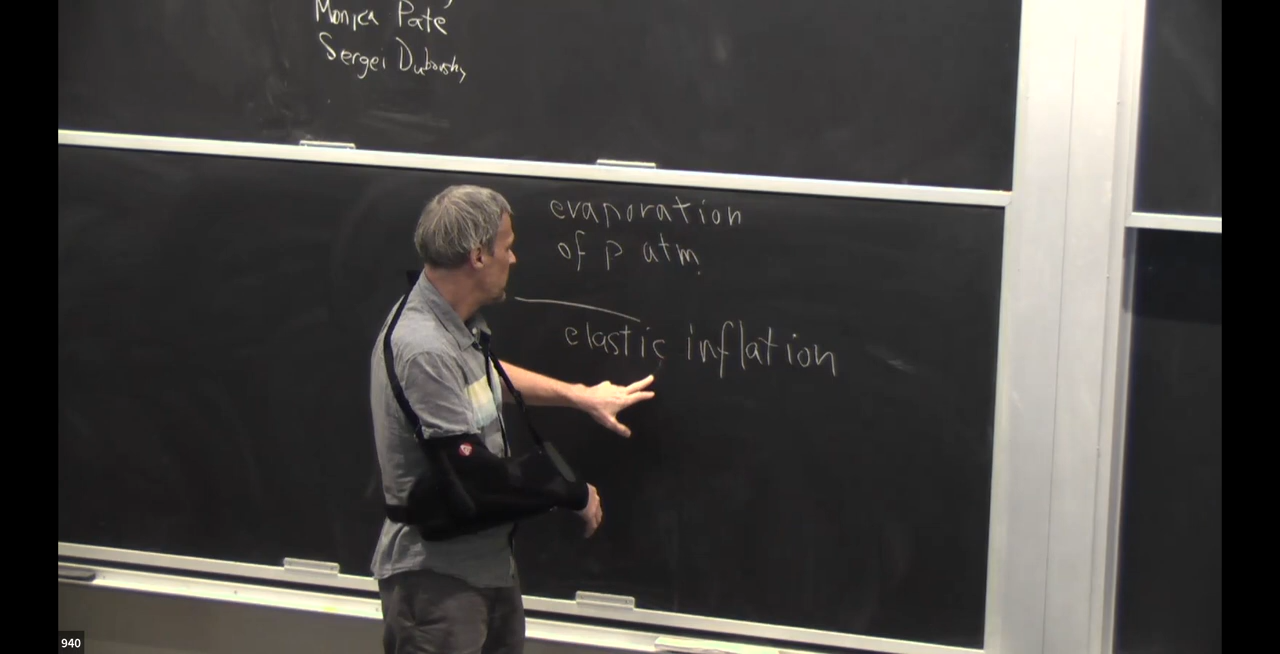 Monica Pate
Sergei Dubovsky
evaporation
of p atm
elastic inflation
940